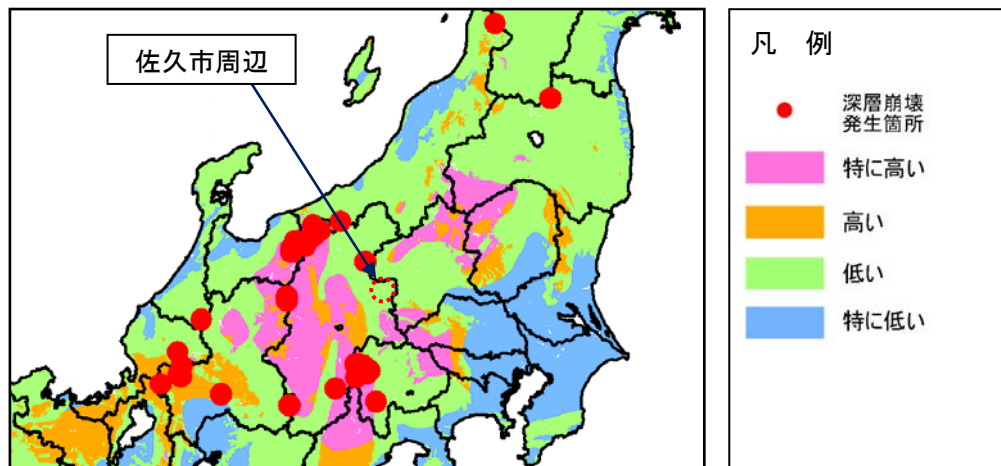 佐久市周辺
凡 例
深層崩壊
発生箇所
特に高い
高い
低い
特に低い